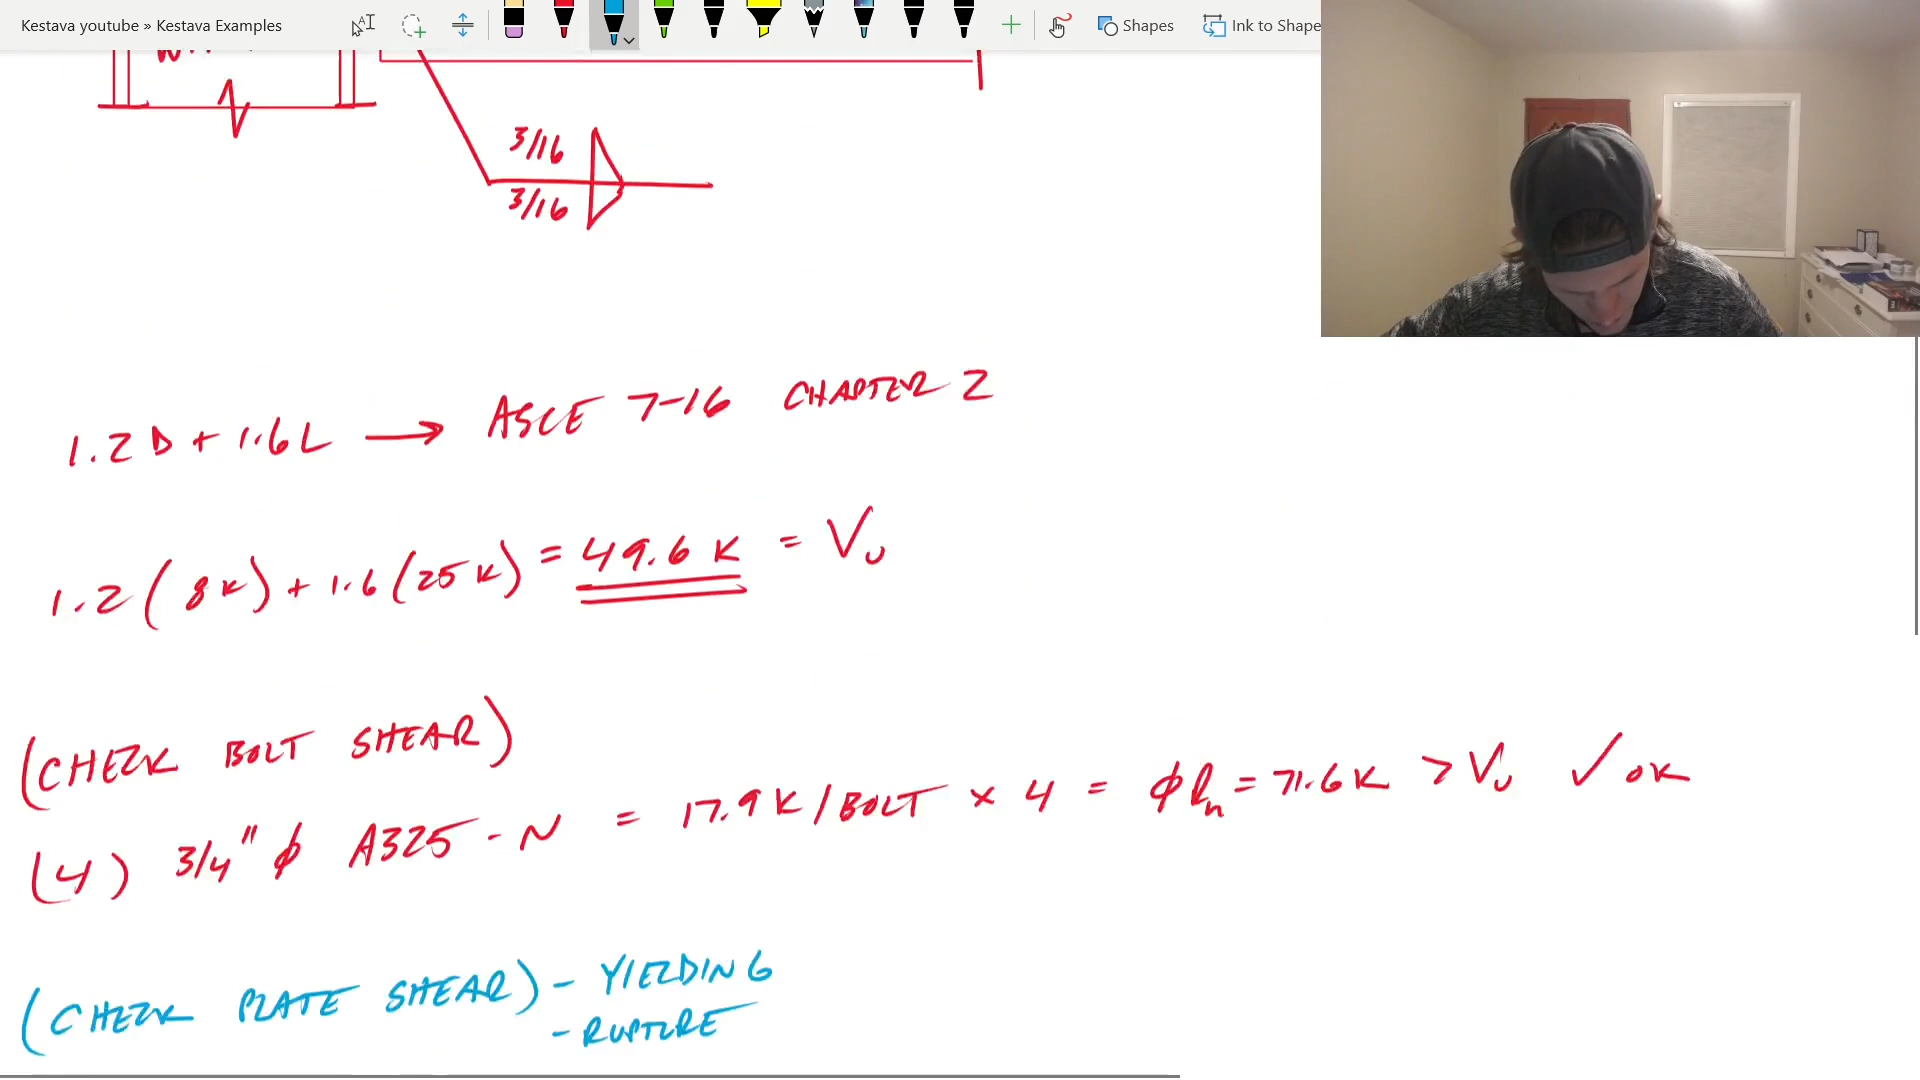 Kestava youtube » Kestava Examples
Shapes
Ink to Shape
3/16
3/16
1.2D + 1.6L → ASCE 7-16 CHAPTER 2
1.2(8K) + 1.6(25K) = 49.6 K = Vu
(CHECK BOLT SHEAR)
(4) 3/4" φ A325 - N = 17.9 K/BOLT × 4 = φRn = 71.6 K > Vu ✓ OK
(CHECK PLATE SHEAR) - YIELDING
- RUPTURE